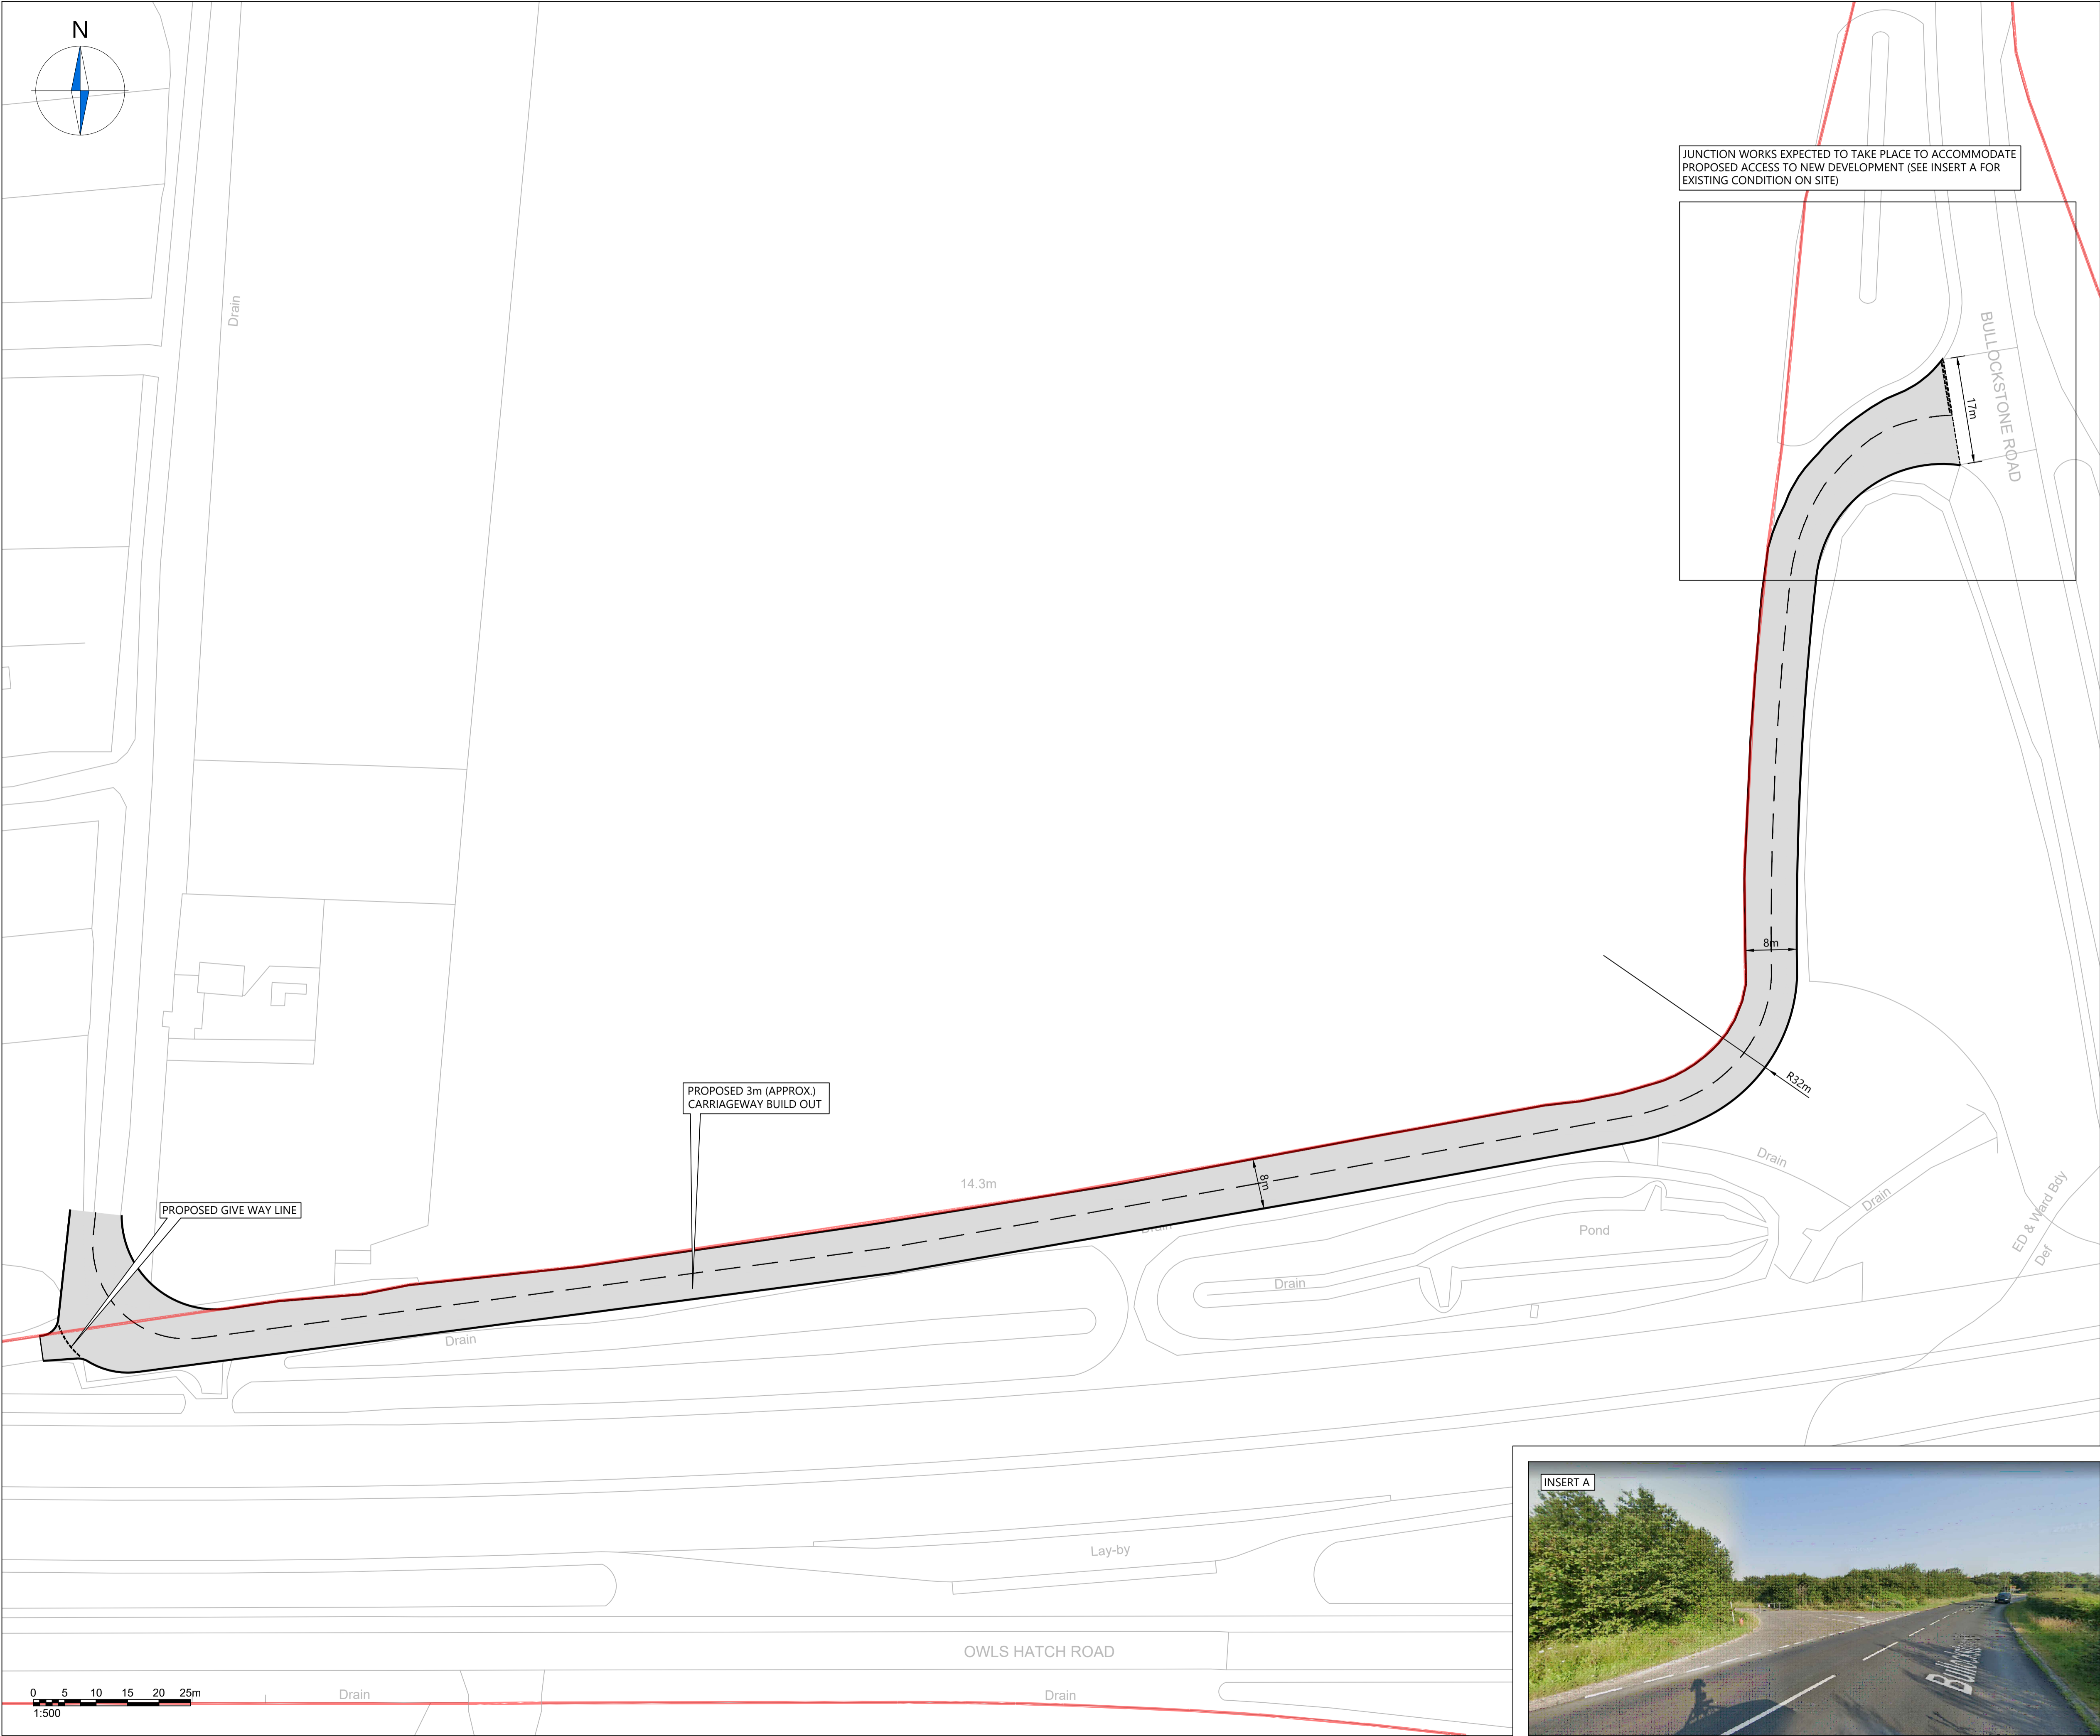 N
JUNCTION WORKS EXPECTED TO TAKE PLACE TO ACCOMMODATE
PROPOSED ACCESS TO NEW DEVELOPMENT (SEE INSERT A FOR
EXISTING CONDITION ON SITE)
Drain
BULLOCKSTONE ROAD
17m
8m
R32m
PROPOSED 3m (APPROX.)
CARRIAGEWAY BUILD OUT
Drain
14.3m
8m
Drain
PROPOSED GIVE WAY LINE
Drain
Pond
ED & Ward Bdy
Def
Drain
Drain
INSERT A
Lay-by
OWLS HATCH ROAD
Drain
Drain
0 5 10 15 20 25m
1:500